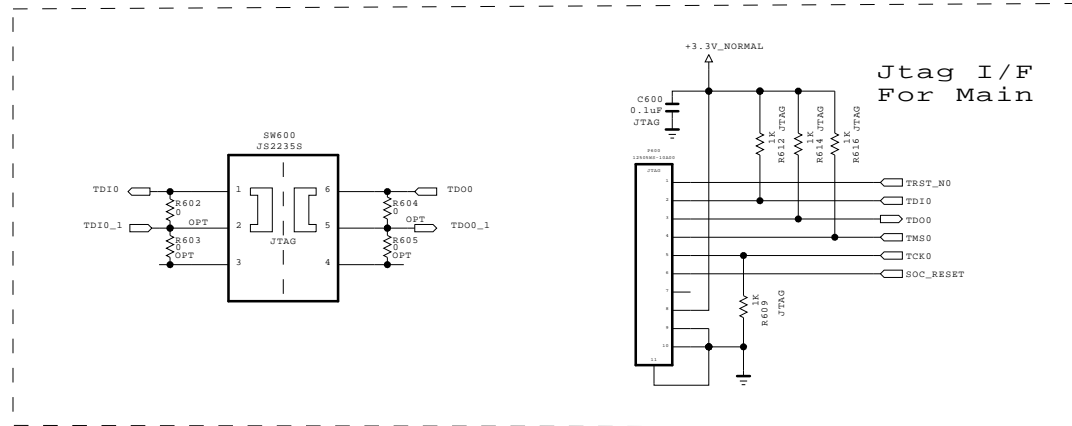 +3.3V_NORMAL
Jtag I/F
For Main
C600
0.1uF
JTAG
1K
R612 JTAG
1K
R614 JTAG
1K
R616 JTAG
SW600
JS2235S
P600
12505WS-10A00
JTAG
1
TRST_N0
TDI0
1
6
TDO0
2
TDI0
R602
0
R604
0
3
TDO0
OPT
OPT
TDI0_1
2
5
TDO0_1
4
TMS0
R603
0
OPT
JTAG
R605
0
OPT
5
TCK0
3
4
6
SOC_RESET
7
1K
R609
JTAG
8
9
10
11